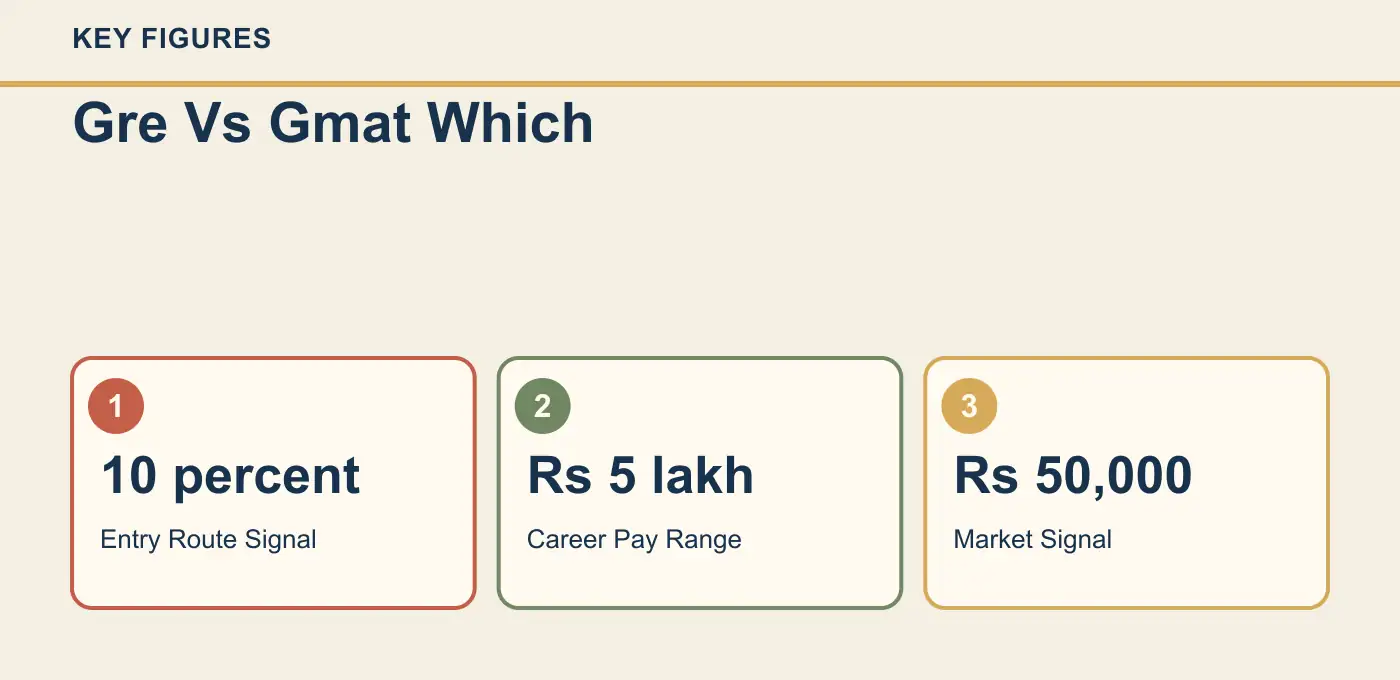 KEY FIGURES
Gre Vs Gmat Which
1
10 percent
Entry Route Signal
2
Rs 5 lakh
Career Pay Range
3
Rs 50,000
Market Signal